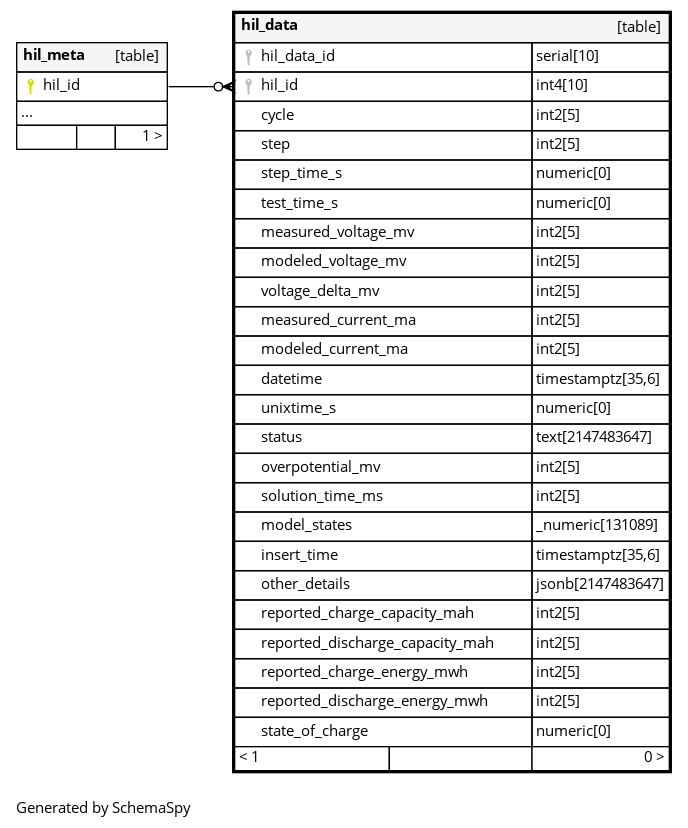 hil_meta [table]
hil_id
...
1 >
hil_data [table]
hil_data_id serial[10]
hil_id int4[10]
cycle int2[5]
step int2[5]
step_time_s numeric[0]
test_time_s numeric[0]
measured_voltage_mv int2[5]
modeled_voltage_mv int2[5]
voltage_delta_mv int2[5]
measured_current_ma int2[5]
modeled_current_ma int2[5]
datetime timestamptz[35,6]
unixtime_s numeric[0]
status text[2147483647]
overpotential_mv int2[5]
solution_time_ms int2[5]
model_states _numeric[131089]
insert_time timestamptz[35,6]
other_details jsonb[2147483647]
reported_charge_capacity_mah int2[5]
reported_discharge_capacity_mah int2[5]
reported_charge_energy_mwh int2[5]
reported_discharge_energy_mwh int2[5]
state_of_charge numeric[0]
< 1 0 >
Generated by SchemaSpy